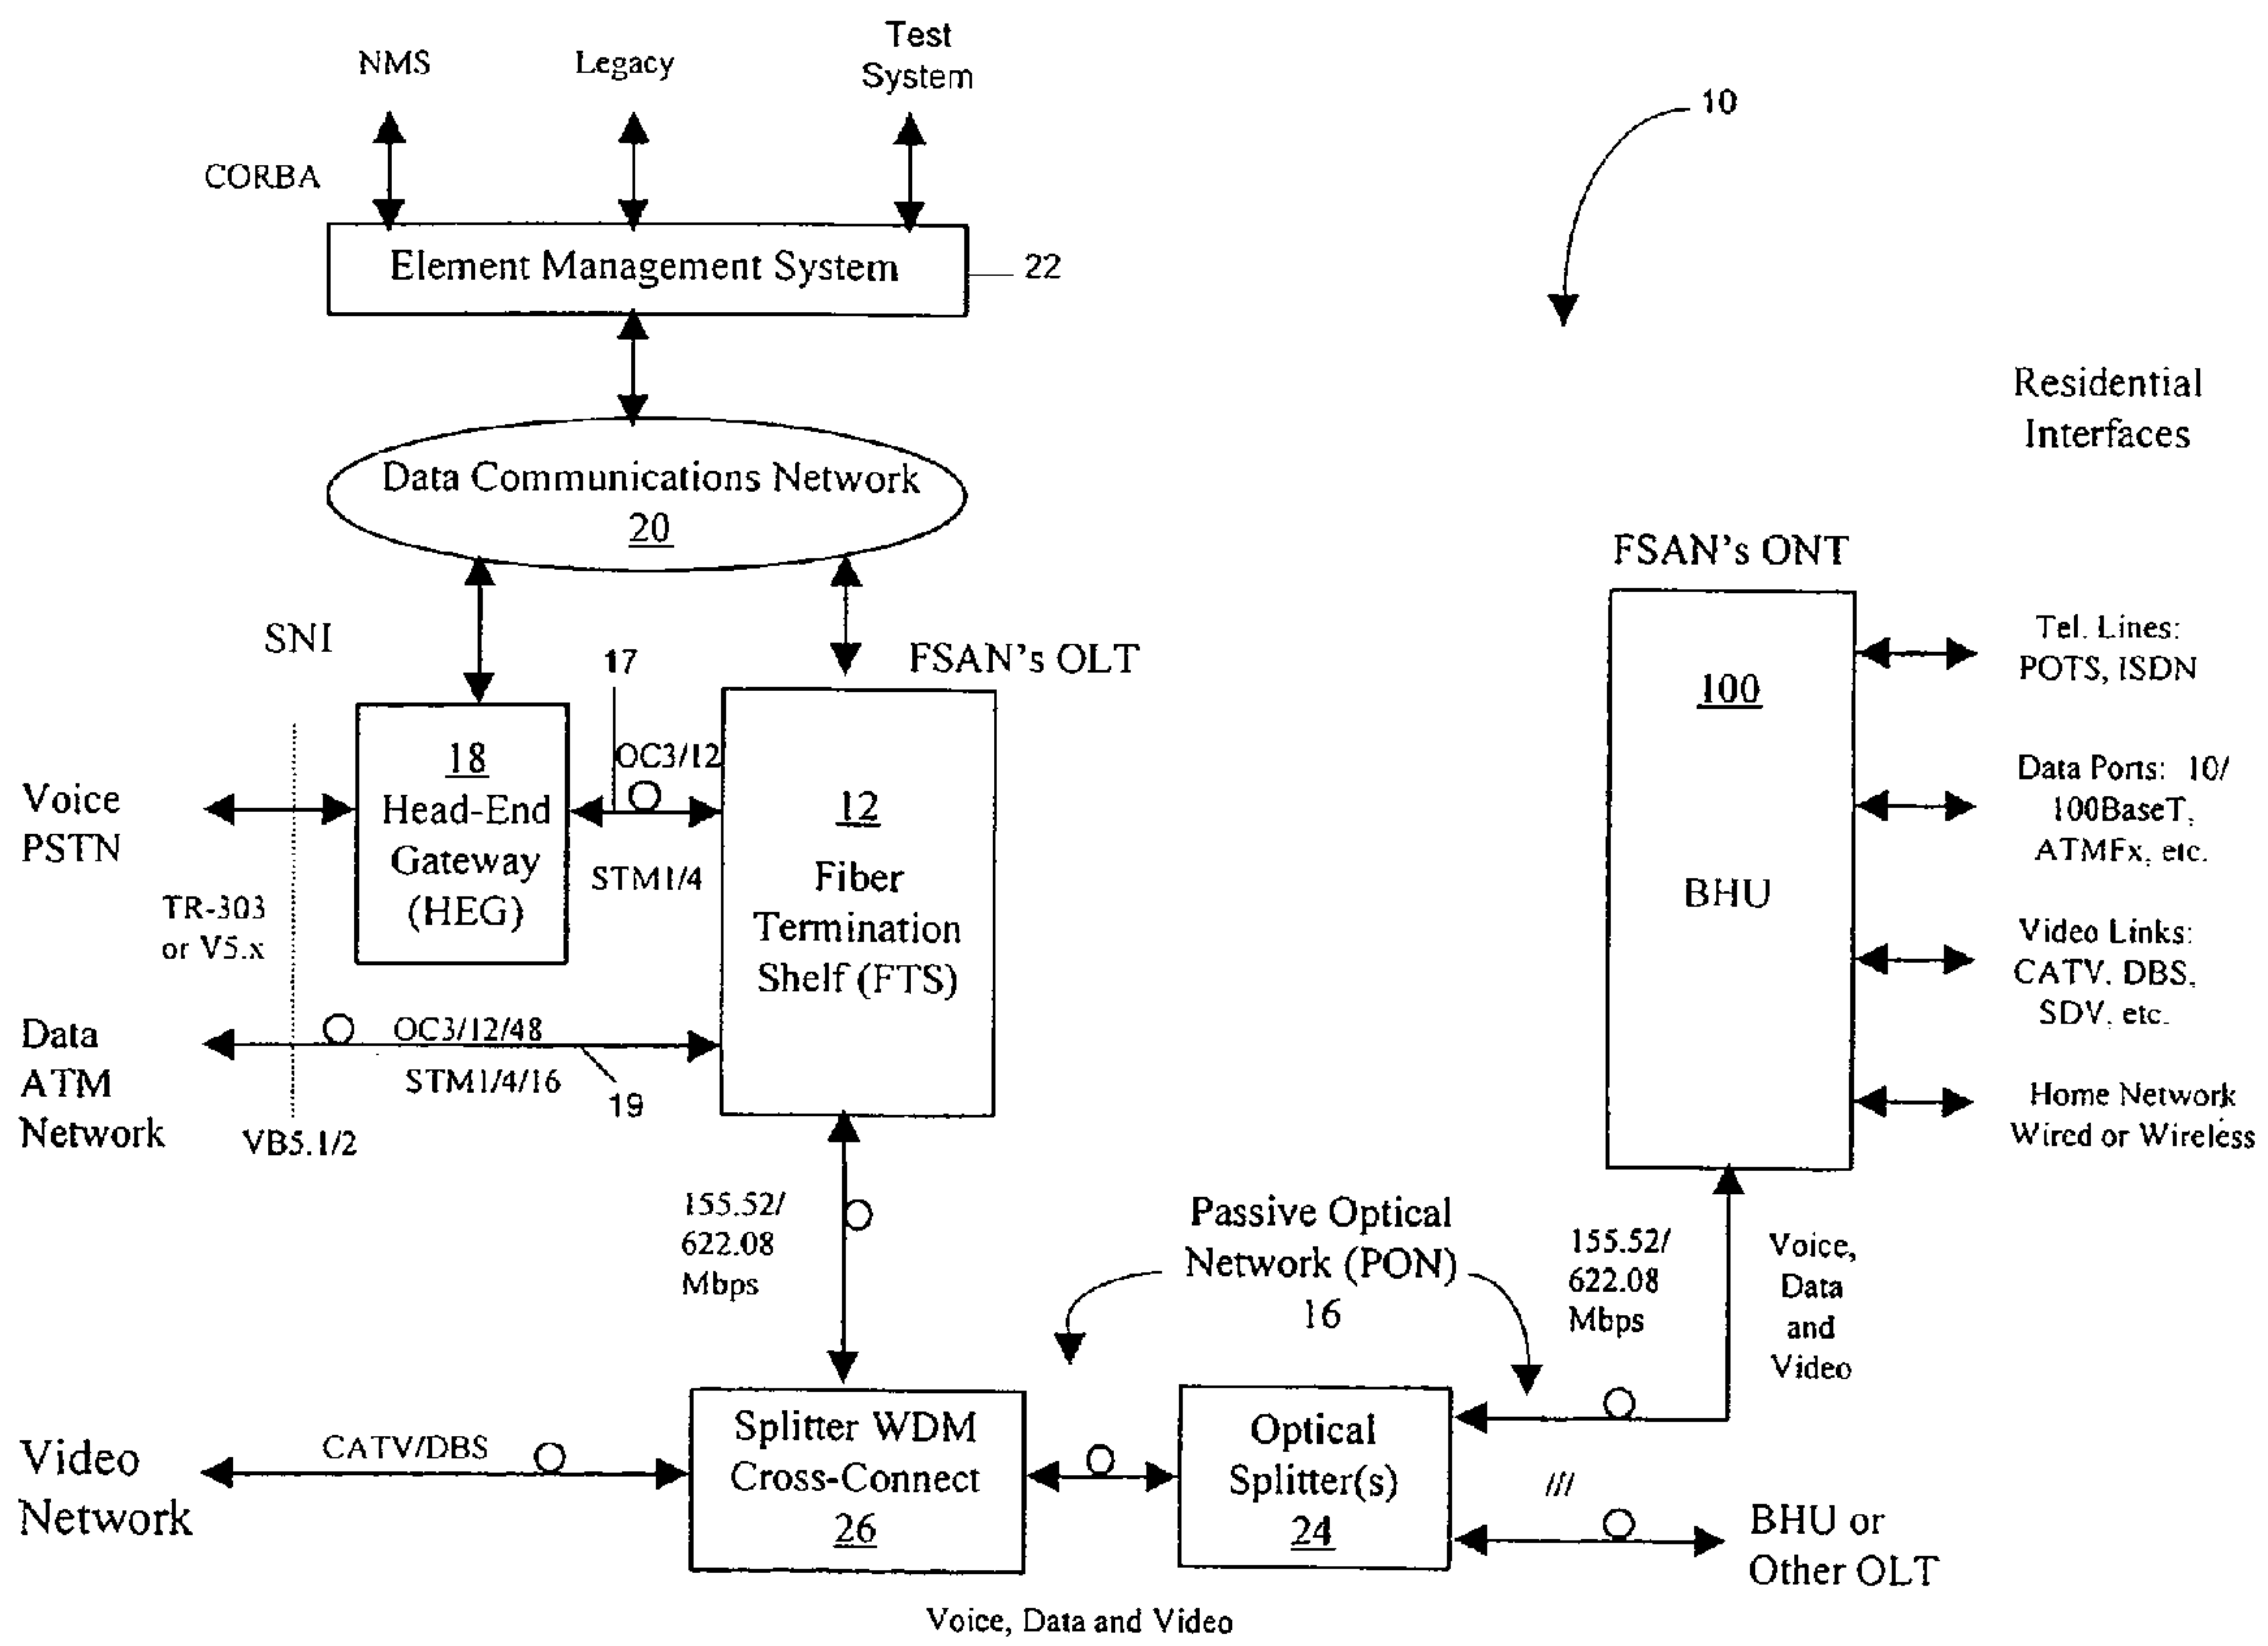 NMS
Legacy
Test
System
10
CORBA
Element Management System
22
Residential
Interfaces
Data Communications Network
20
FSAN's ONT
SNI
17
FSAN's OLT
Tel. Lines:
POTS, ISDN
100
BHU
Data Ports: 10/
100BaseT,
ATMFx, etc.
Video Links:
CATV, DBS,
SDV, etc.
Home Network
Wired or Wireless
Voice
PSTN
18
Head-End
Gateway
(HEG)
OC3/12
STM1/4
12
Fiber
Termination
Shelf (FTS)
TR-303
or V5.x
Data
ATM
Network
OC3/12/48
STM1/4/16
19
VB5.1/2
155.52/
622.08
Mbps
Passive Optical
Network (PON)
16
155.52/
622.08
Mbps
Voice,
Data
and
Video
Video
Network
CATV/DBS
Splitter WDM
Cross-Connect
26
Optical
Splitter(s)
24
///
BHU or
Other OLT
Voice, Data and Video